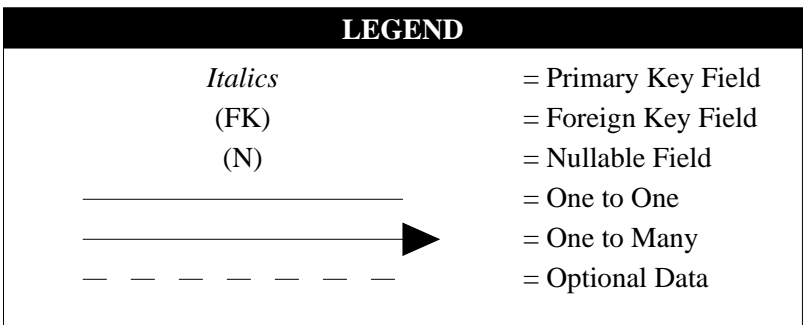 LEGEND
Italics = Primary Key Field
(FK) = Foreign Key Field
(N) = Nullable Field
= One to One
= One to Many
= Optional Data